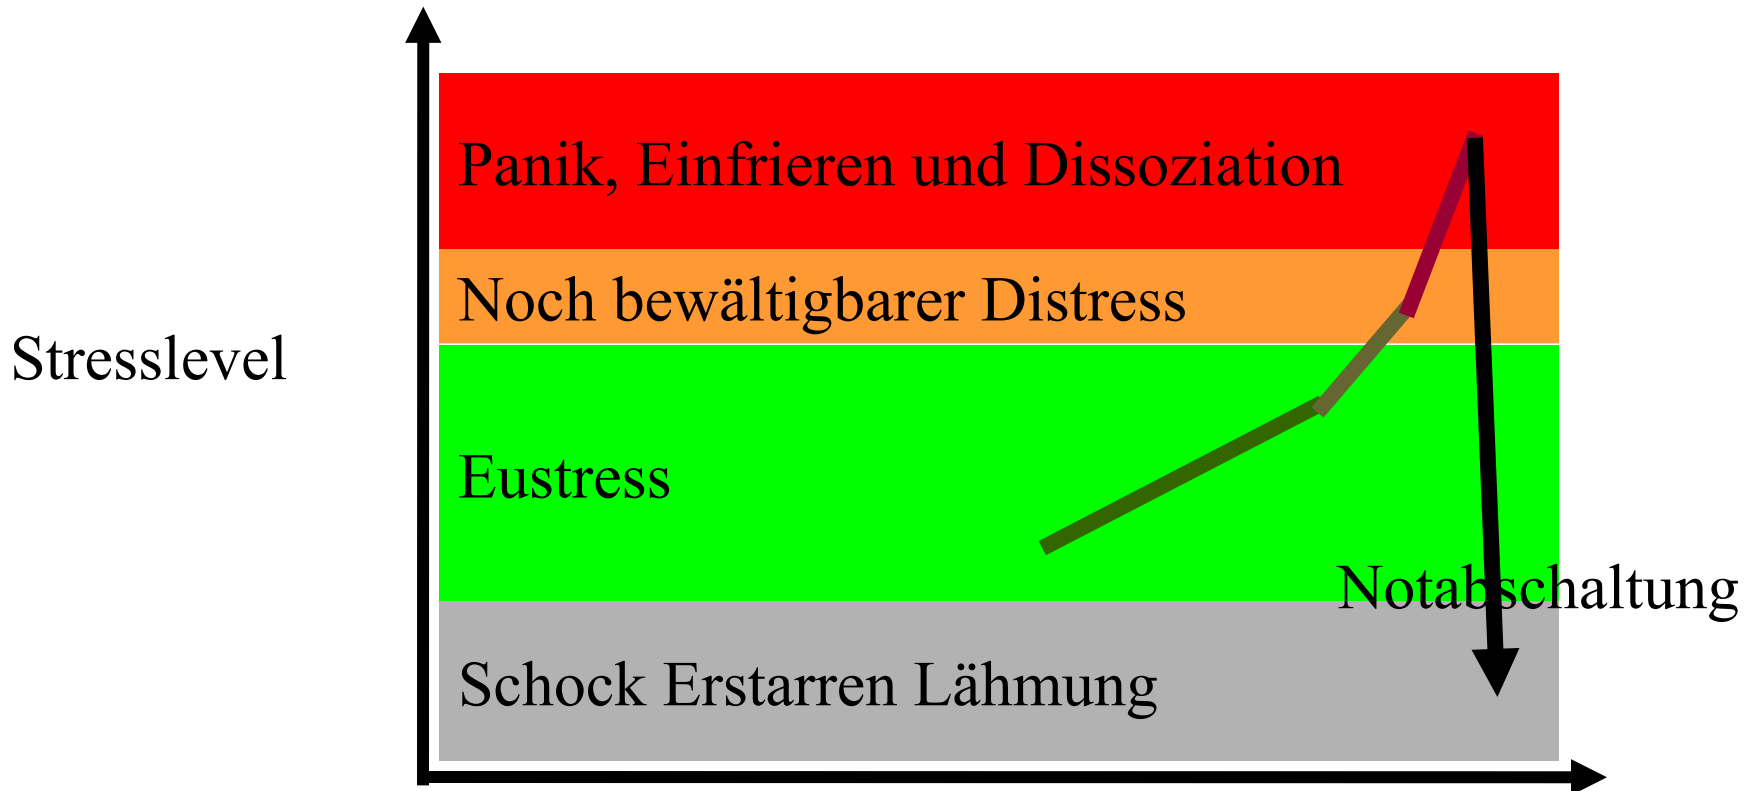 Panik, Einfrieren und Dissoziation
Noch bewältigbarer Distress
Stresslevel
Eustress
Notabschaltung
Schock Erstarren Lähmung